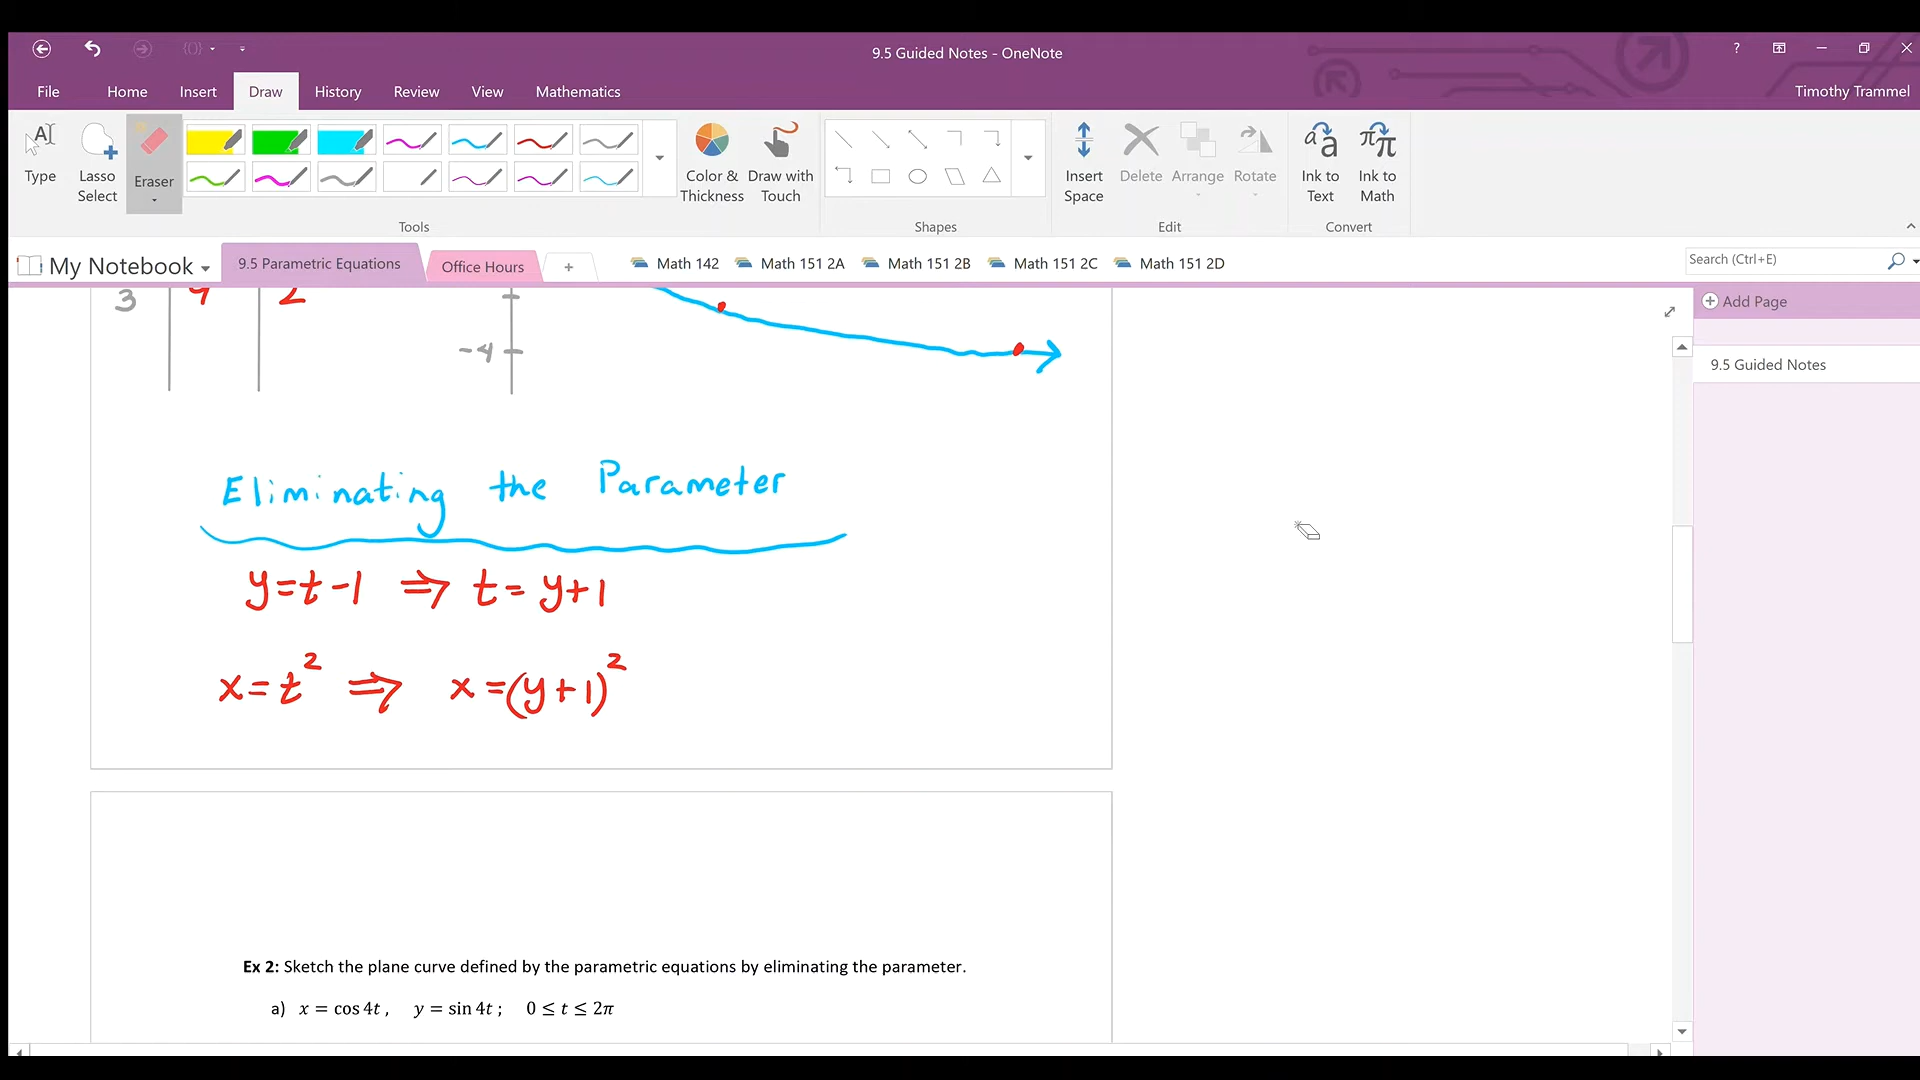 9.5 Guided Notes - OneNote
?
File Home Insert Draw History Review View Mathematics
Timothy Trammel
Type
Lasso Select
Eraser
Color & Thickness
Draw with Touch
Insert Space
Delete
Arrange
Rotate
Ink to Text
Ink to Math
Tools
Shapes
Edit
Convert
My Notebook
9.5 Parametric Equations
Office Hours
+
Math 142
Math 151 2A
Math 151 2B
Math 151 2C
Math 151 2D
Search (Ctrl+E)
Add Page
9.5 Guided Notes
3 9 2
-4
Eliminating the Parameter
y=t-1 ⇒ t=y+1
x=t² ⇒ x=(y+1)²
Ex 2: Sketch the plane curve defined by the parametric equations by eliminating the parameter.
a) x = cos 4t , y = sin 4t ; 0 ≤ t ≤ 2π